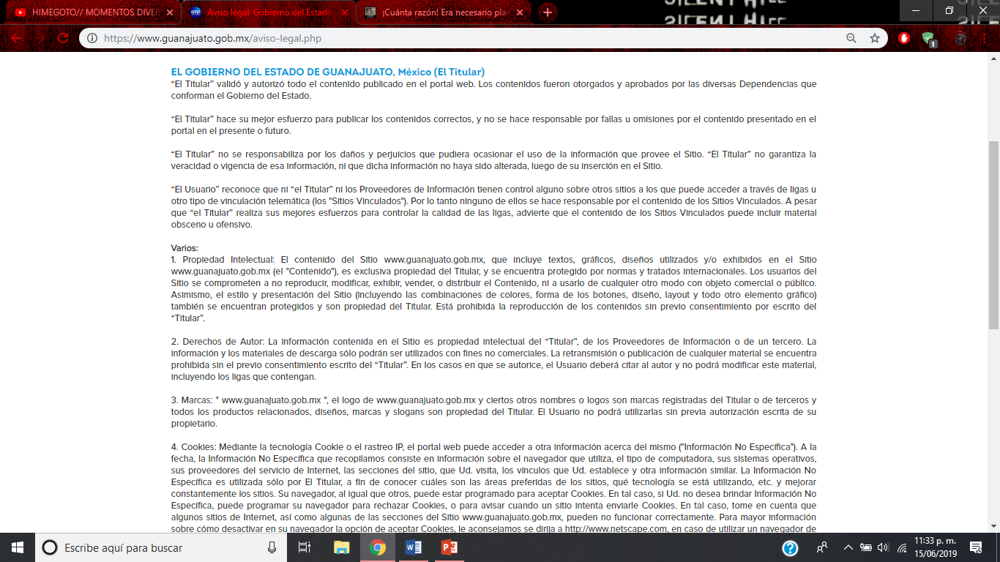 HIMEGOTO// MOMENTOS DIVER
Aviso legal: Gobierno del Estado
¡Cuánta razón! Era necesario pla
SILENT HILL
https://www.guanajuato.gob.mx/aviso-legal.php
1
EL GOBIERNO DEL ESTADO DE GUANAJUATO, México (El Titular)
“El Titular” validó y autorizó todo el contenido publicado en el portal web. Los contenidos fueron otorgados y aprobados por las diversas Dependencias que
conforman el Gobierno del Estado.
“El Titular” hace su mejor esfuerzo para publicar los contenidos correctos, y no se hace responsable por fallas u omisiones por el contenido presentado en el
portal en el presente o futuro.
“El Titular” no se responsabiliza por los daños y perjuicios que pudiera ocasionar el uso de la información que provee el Sitio. “El Titular” no garantiza la
veracidad o vigencia de esa información, ni que dicha información no haya sido alterada, luego de su inserción en el Sitio.
“El Usuario” reconoce que ni “el Titular” ni los Proveedores de Información tienen control alguno sobre otros sitios a los que puede acceder a través de ligas u
otro tipo de vinculación telemática (los "Sitios Vinculados"). Por lo tanto ninguno de ellos se hace responsable por el contenido de los Sitios Vinculados. A pesar
que “el Titular” realiza sus mejores esfuerzos para controlar la calidad de las ligas, advierte que el contenido de los Sitios Vinculados puede incluir material
obsceno u ofensivo.
Varios:
1. Propiedad Intelectual: El contenido del Sitio www.guanajuato.gob.mx, que incluye textos, gráficos, diseños utilizados y/o exhibidos en el Sitio
www.guanajuato.gob.mx (el "Contenido"), es exclusiva propiedad del Titular, y se encuentra protegido por normas y tratados internacionales. Los usuarios del
Sitio se comprometen a no reproducir, modificar, exhibir, vender, o distribuir el Contenido, ni a usarlo de cualquier otro modo con objeto comercial o público.
Asimismo, el estilo y presentación del Sitio (incluyendo las combinaciones de colores, forma de los botones, diseño, layout y todo otro elemento gráfico)
también se encuentran protegidos y son propiedad del Titular. Está prohibida la reproducción de los contenidos sin previo consentimiento por escrito del
“Titular”.
2. Derechos de Autor: La información contenida en el Sitio es propiedad intelectual del “Titular”, de los Proveedores de Información o de un tercero. La
información y los materiales de descarga sólo podrán ser utilizados con fines no comerciales. La retransmisión o publicación de cualquier material se encuentra
prohibida sin el previo consentimiento escrito del “Titular”. En los casos en que se autorice, el Usuario deberá citar al autor y no podrá modificar este material,
incluyendo los ligas que contengan.
3. Marcas: " www.guanajuato.gob.mx ", el logo de www.guanajuato.gob.mx y ciertos otros nombres o logos son marcas registradas del Titular o de terceros y
todos los productos relacionados, diseños, marcas y slogans son propiedad del Titular. El Usuario no podrá utilizarlas sin previa autorización escrita de su
propietario.
4. Cookies: Mediante la tecnología Cookie o el rastreo IP, el portal web puede acceder a otra información acerca del mismo ("Información No Específica"). A la
fecha, la Información No Específica que recopilamos consiste en información sobre el navegador que utiliza, el tipo de computadora, sus sistemas operativos,
sus proveedores del servicio de Internet, las secciones del sitio, que Ud. visita, los vínculos que Ud. establece y otra información similar. La Información No
Específica es utilizada sólo por El Titular, a fin de conocer cuáles son las áreas preferidas de los sitios, qué tecnología se está utilizando, etc. y mejorar
constantemente los sitios. Su navegador, al igual que otros, puede estar programado para aceptar Cookies. En tal caso, si Ud. no desea brindar Información No
Específica, puede programar su navegador para rechazar Cookies, o para avisar cuando un sitio intenta enviarle Cookies. En tal caso, tome en cuenta que
algunos sitios de Internet, así como algunas de las secciones del Sitio www.guanajuato.gob.mx, pueden no funcionar correctamente. Para mayor información
sobre cómo desactivar en su navegador la opción de aceptar Cookies, le aconsejamos se dirija a http://www.netscape.com, en caso de utilizar un navegador de
Escribe aquí para buscar
11:33 p. m.
15/06/2019